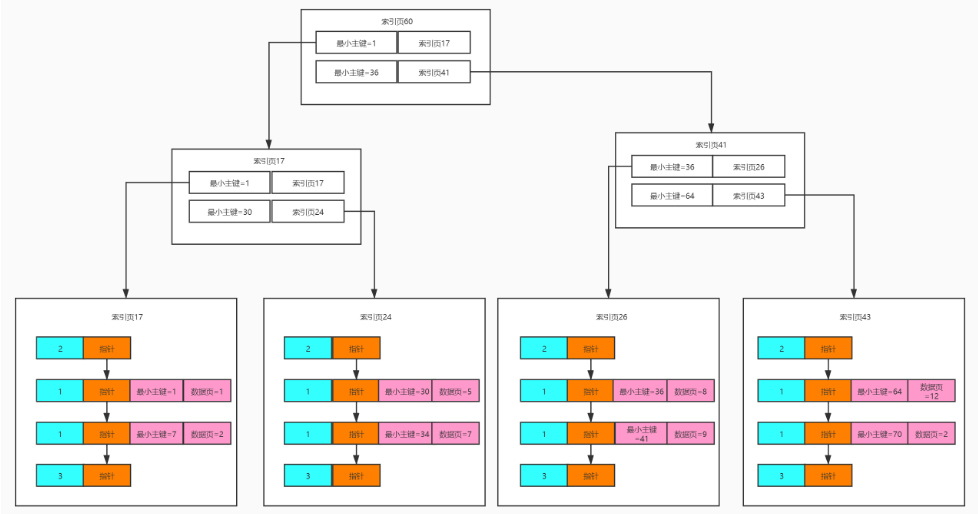 索引页60
最小主键=1 索引页17
最小主键=36 索引页41
索引页17
最小主键=1 索引页17
最小主键=30 索引页24
索引页41
最小主键=36 索引页26
最小主键=64 索引页43
索引页17
2 指针
1 指针 最小主键=1 数据页=1
1 指针 最小主键=7 数据页=2
3 指针
索引页24
2 指针
1 指针 最小主键=30 数据页=5
1 指针 最小主键=34 数据页=7
3 指针
索引页26
2 指针
1 指针 最小主键=36 数据页=8
1 指针 最小主键
=41 数据页=9
3 指针
索引页43
2 指针
1 指针 最小主键=64 数据页
=12
1 指针 最小主键=70 数据页=2
3 指针